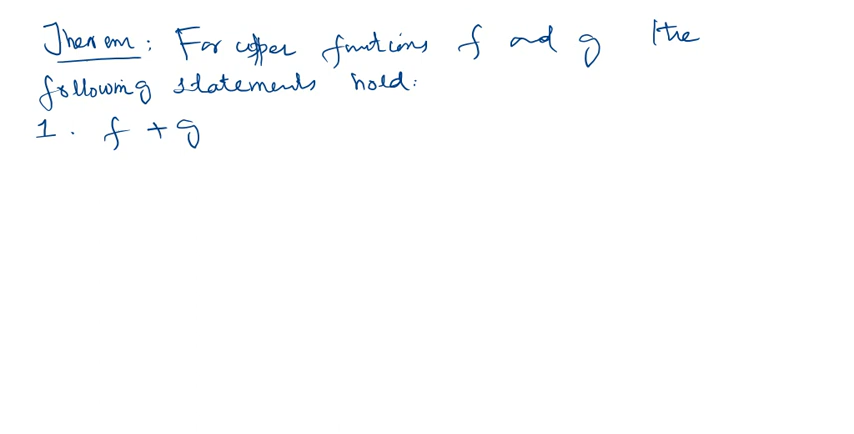 Theorem: For upper functions f and g the
following statements hold:
1. f + g